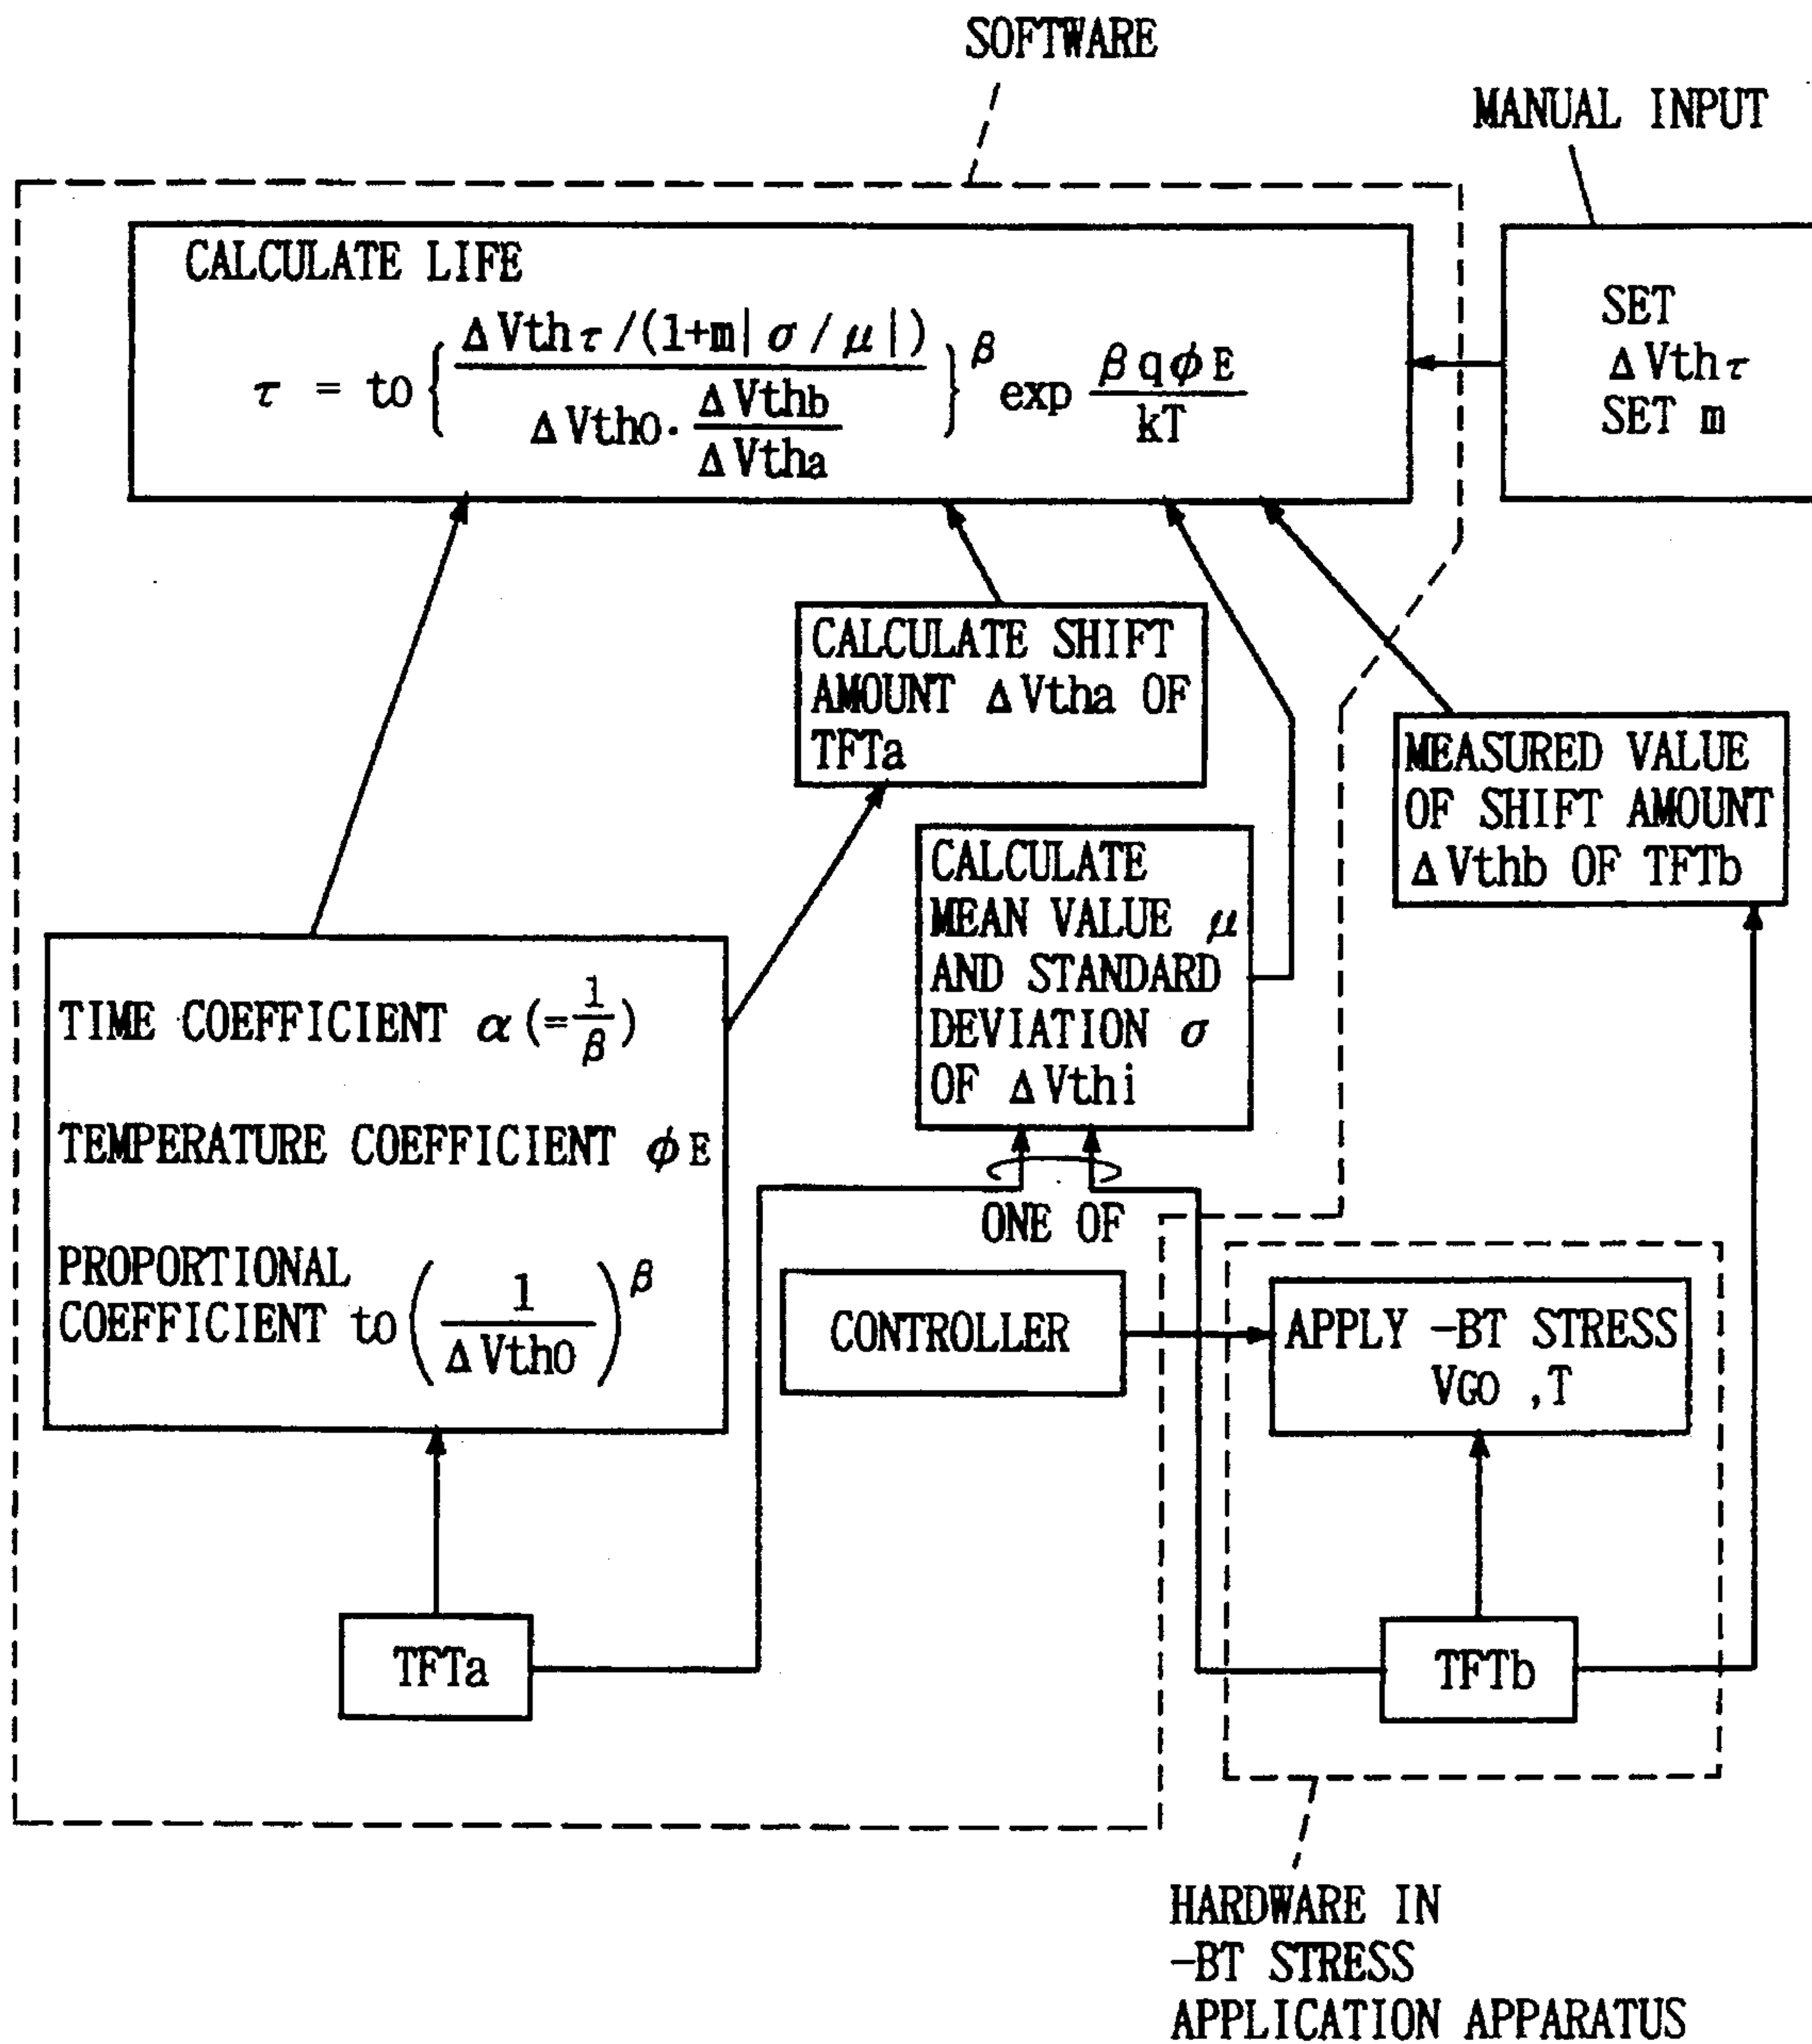 SOFTWARE
MANUAL INPUT
CALCULATE LIFE
τ = to { ΔVthτ/(1+m|σ/μ|) / ΔVtho·ΔVthb/ΔVtha }^β exp βqφE/kT
SET
ΔVthτ
SET m
CALCULATE SHIFT
AMOUNT ΔVtha OF
TFTa
MEASURED VALUE
OF SHIFT AMOUNT
ΔVthb OF TFTb
CALCULATE
MEAN VALUE μ
AND STANDARD
DEVIATION σ
OF ΔVthi
TIME COEFFICIENT α(=1/β)
TEMPERATURE COEFFICIENT φE
PROPORTIONAL
COEFFICIENT to(1/ΔVtho)^β
ONE OF
CONTROLLER
APPLY -BT STRESS
VGO ,T
TFTa
TFTb
HARDWARE IN
-BT STRESS
APPLICATION APPARATUS